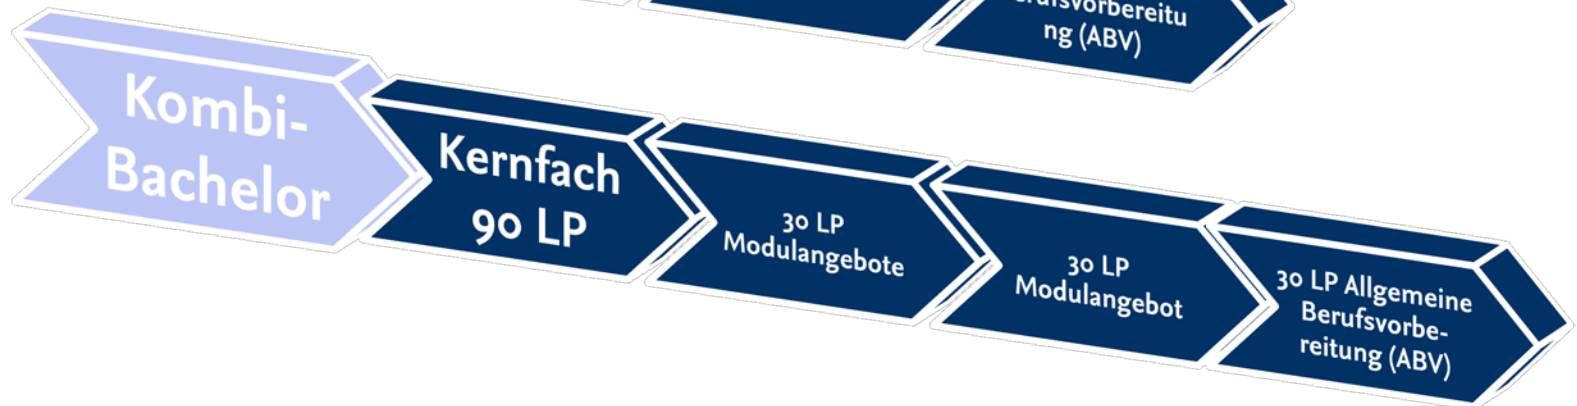 ng (ABV)
Kombi-
Bachelor
Kernfach
90 LP
30 LP
Modulangebote
30 LP
Modulangebot
30 LP Allgemeine
Berufsvorbe-
reitung (ABV)